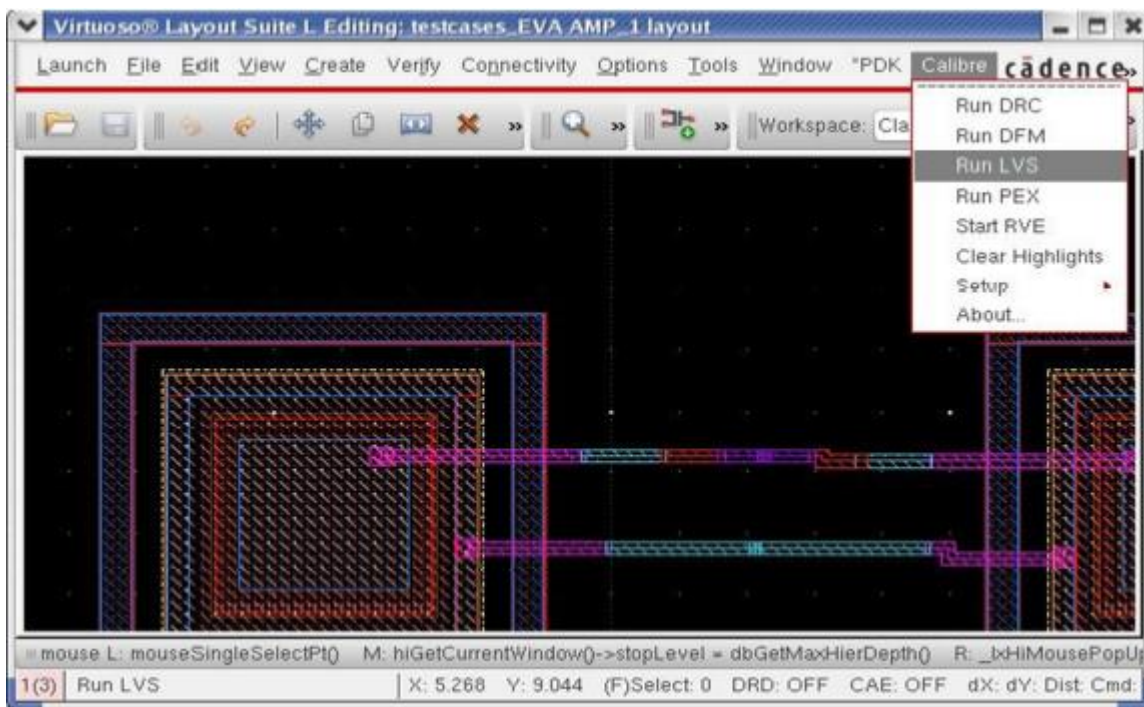 Virtuoso® Layout Suite L Editing: testcases_EVA AMP_1 layout
Launch File Edit View Create Verify Connectivity Options Tools Window *PDK Calibre cādence »
» » » Workspace: Cla
Run DRC
Run DFM
Run LVS
Run PEX
Start RVE
Clear Highlights
Setup
About...
mouse L: mouseSingleSelectPt() M: hiGetCurrentWindow()->stopLevel = dbGetMaxHierDepth() R: _lxHiMousePopUp
1(3) Run LVS X: 5.268 Y: 9.044 (F)Select: 0 DRD: OFF CAE: OFF dX: dY: Dist: Cmd: